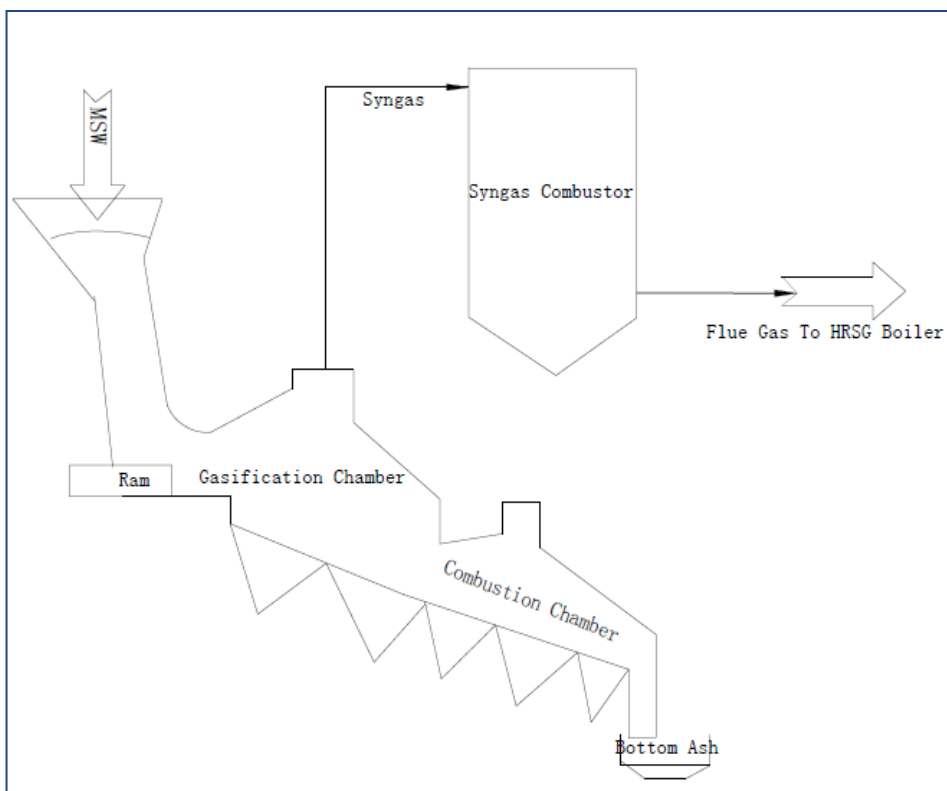 MSW
Syngas
Syngas Combustor
Flue Gas To HRSG Boiler
Ram
Gasification Chamber
Combustion Chamber
Bottom Ash